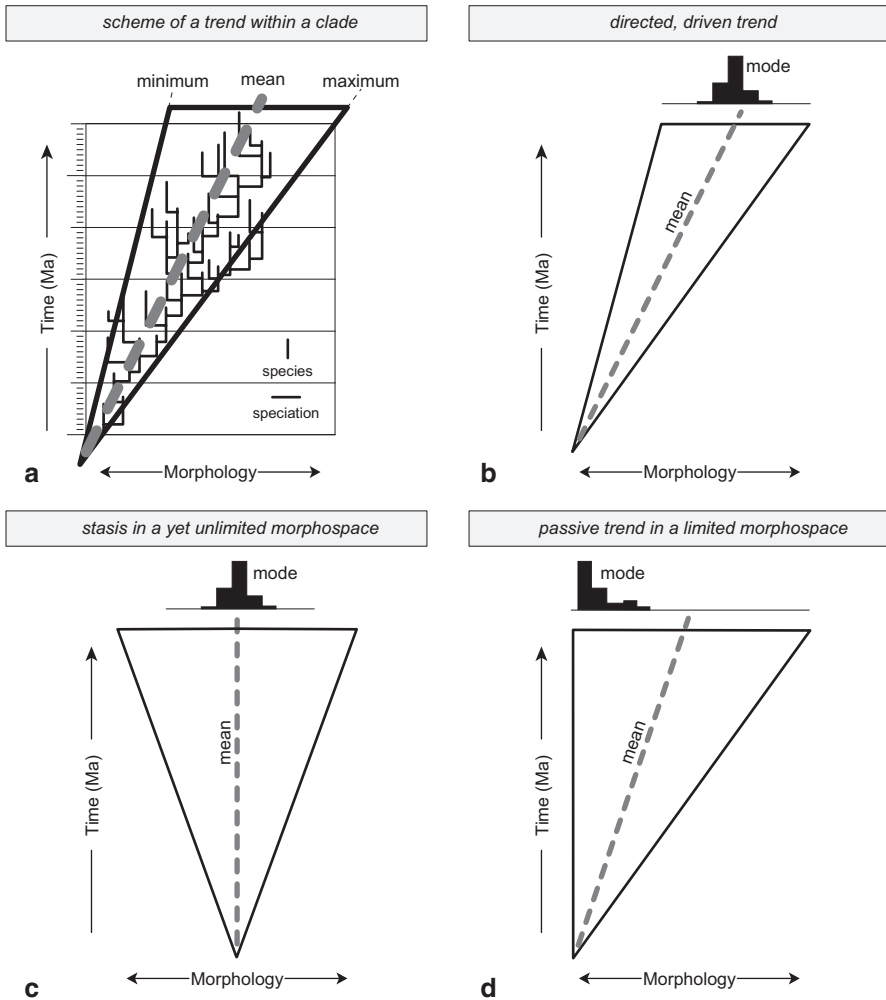 scheme of a trend within a clade
minimum
mean
maximum
Time (Ma)
species
speciation
a
Morphology
directed, driven trend
mode
mean
Time (Ma)
b
Morphology
stasis in a yet unlimited morphospace
mode
mean
Time (Ma)
c
Morphology
passive trend in a limited morphospace
mode
mean
Time (Ma)
d
Morphology